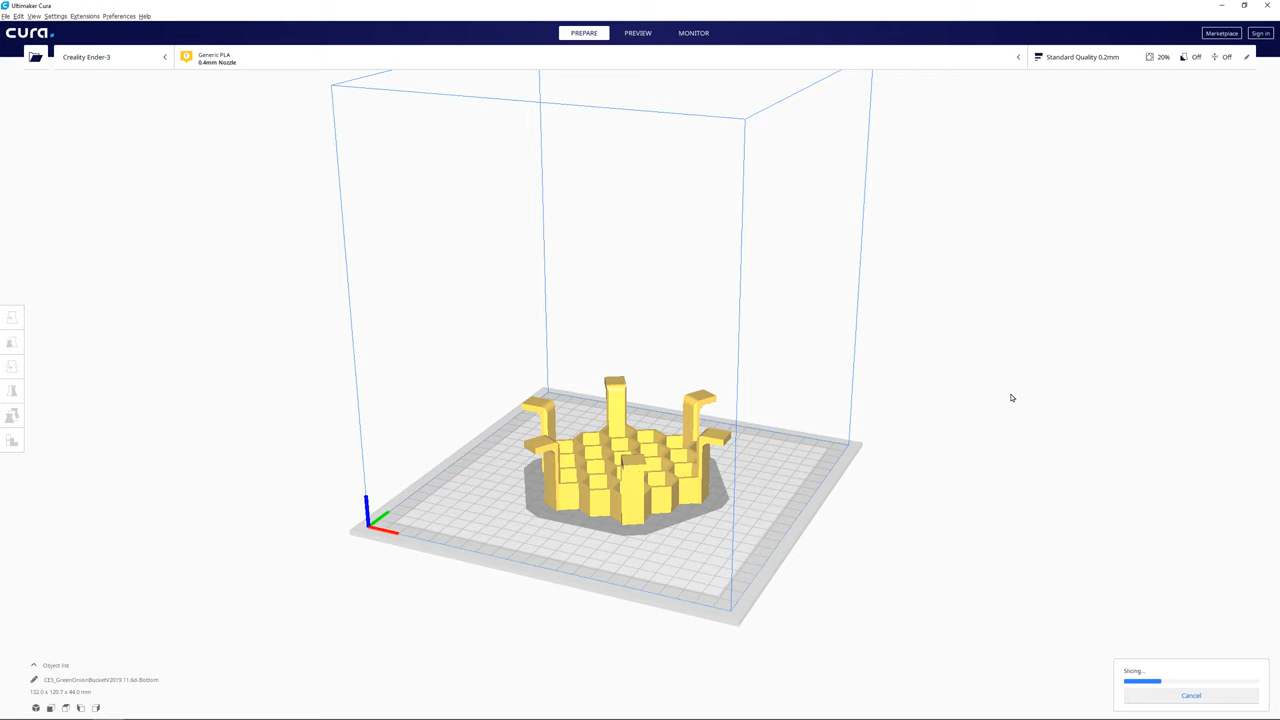 Ultimaker Cura
File Edit View Settings Extensions Preferences Help
cura.
PREPARE PREVIEW MONITOR
Marketplace Sign in
Creality Ender-3
Generic PLA
0.4mm Nozzle
Standard Quality 0.2mm
20% Off Off
Object list
CE3_GreenOnionBucketV2019.11.6d-Bottom
132.0 x 120.7 x 44.0 mm
Slicing...
Cancel